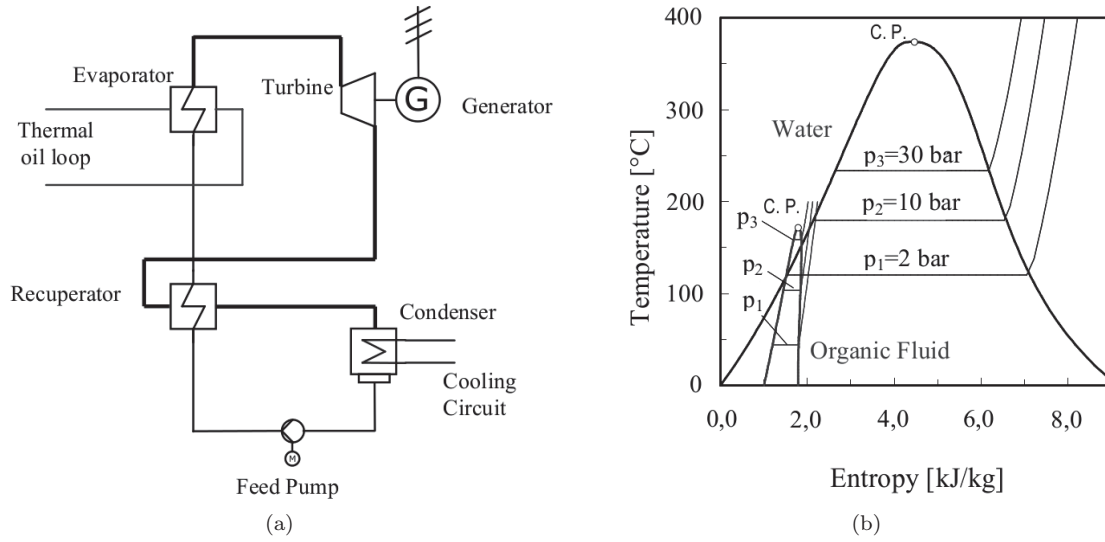 Evaporator
Turbine
G
Generator
Thermal
oil loop
Recuperator
Condenser
Cooling
Circuit
M
Feed Pump
(a)
Temperature [°C]
400
300
200
100
0
0,0
2,0
4,0
6,0
8,0
Entropy [kJ/kg]
C. P.
Water
p3=30 bar
p2=10 bar
p1=2 bar
C. P.
p3
p2
p1
Organic Fluid
(b)